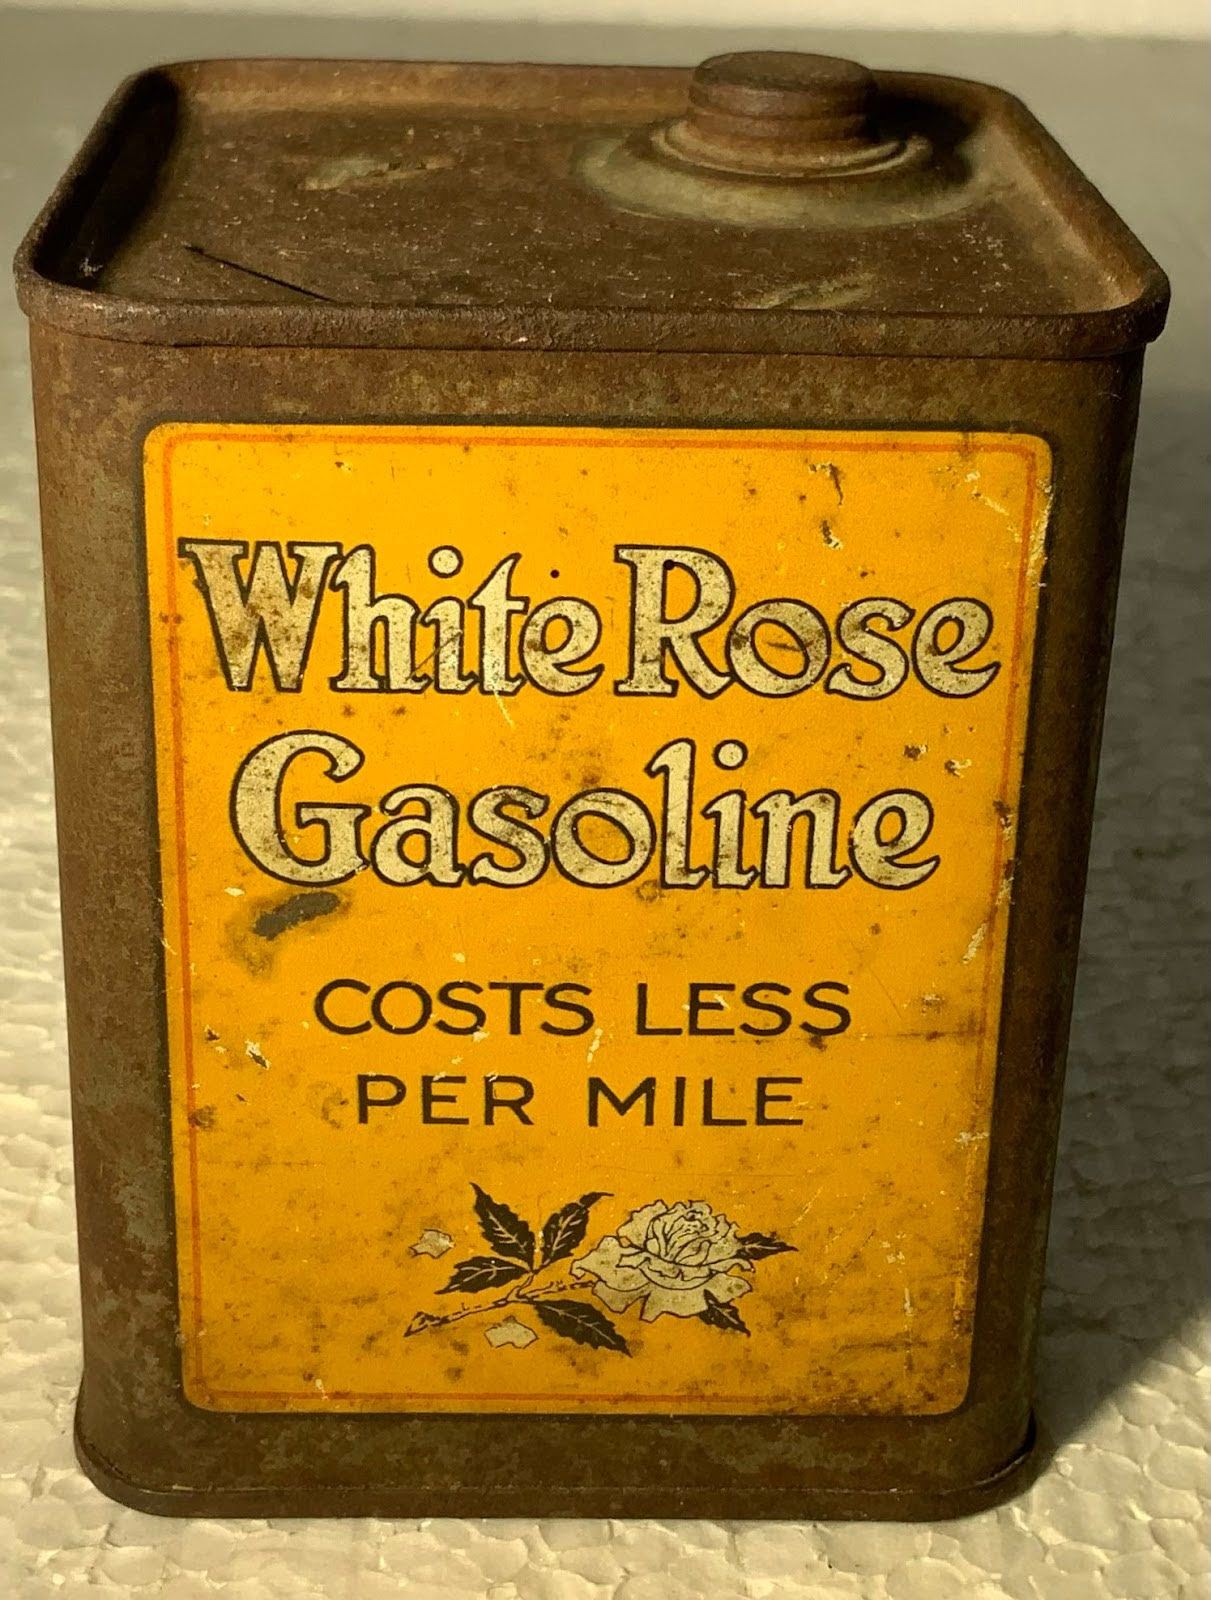 White Rose
Gasoline
COSTS LESS
PER MILE